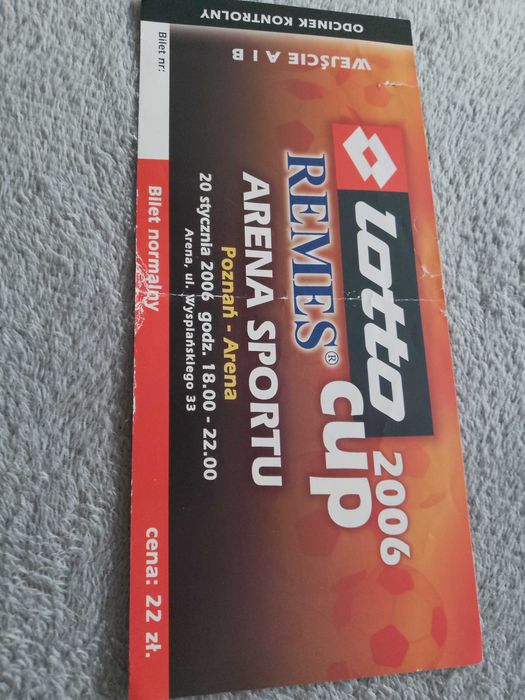 ODCINEK KONTROLNY
WEJŚCIE A I B
lotto
REMES® cup 2006
ARENA SPORTU
Poznań - Arena
20 stycznia 2006 godz. 18.00 - 22.00
Arena, ul. Wyspiańskiego 33
Bilet nr:
Bilet normalny
cena: 22 zł.